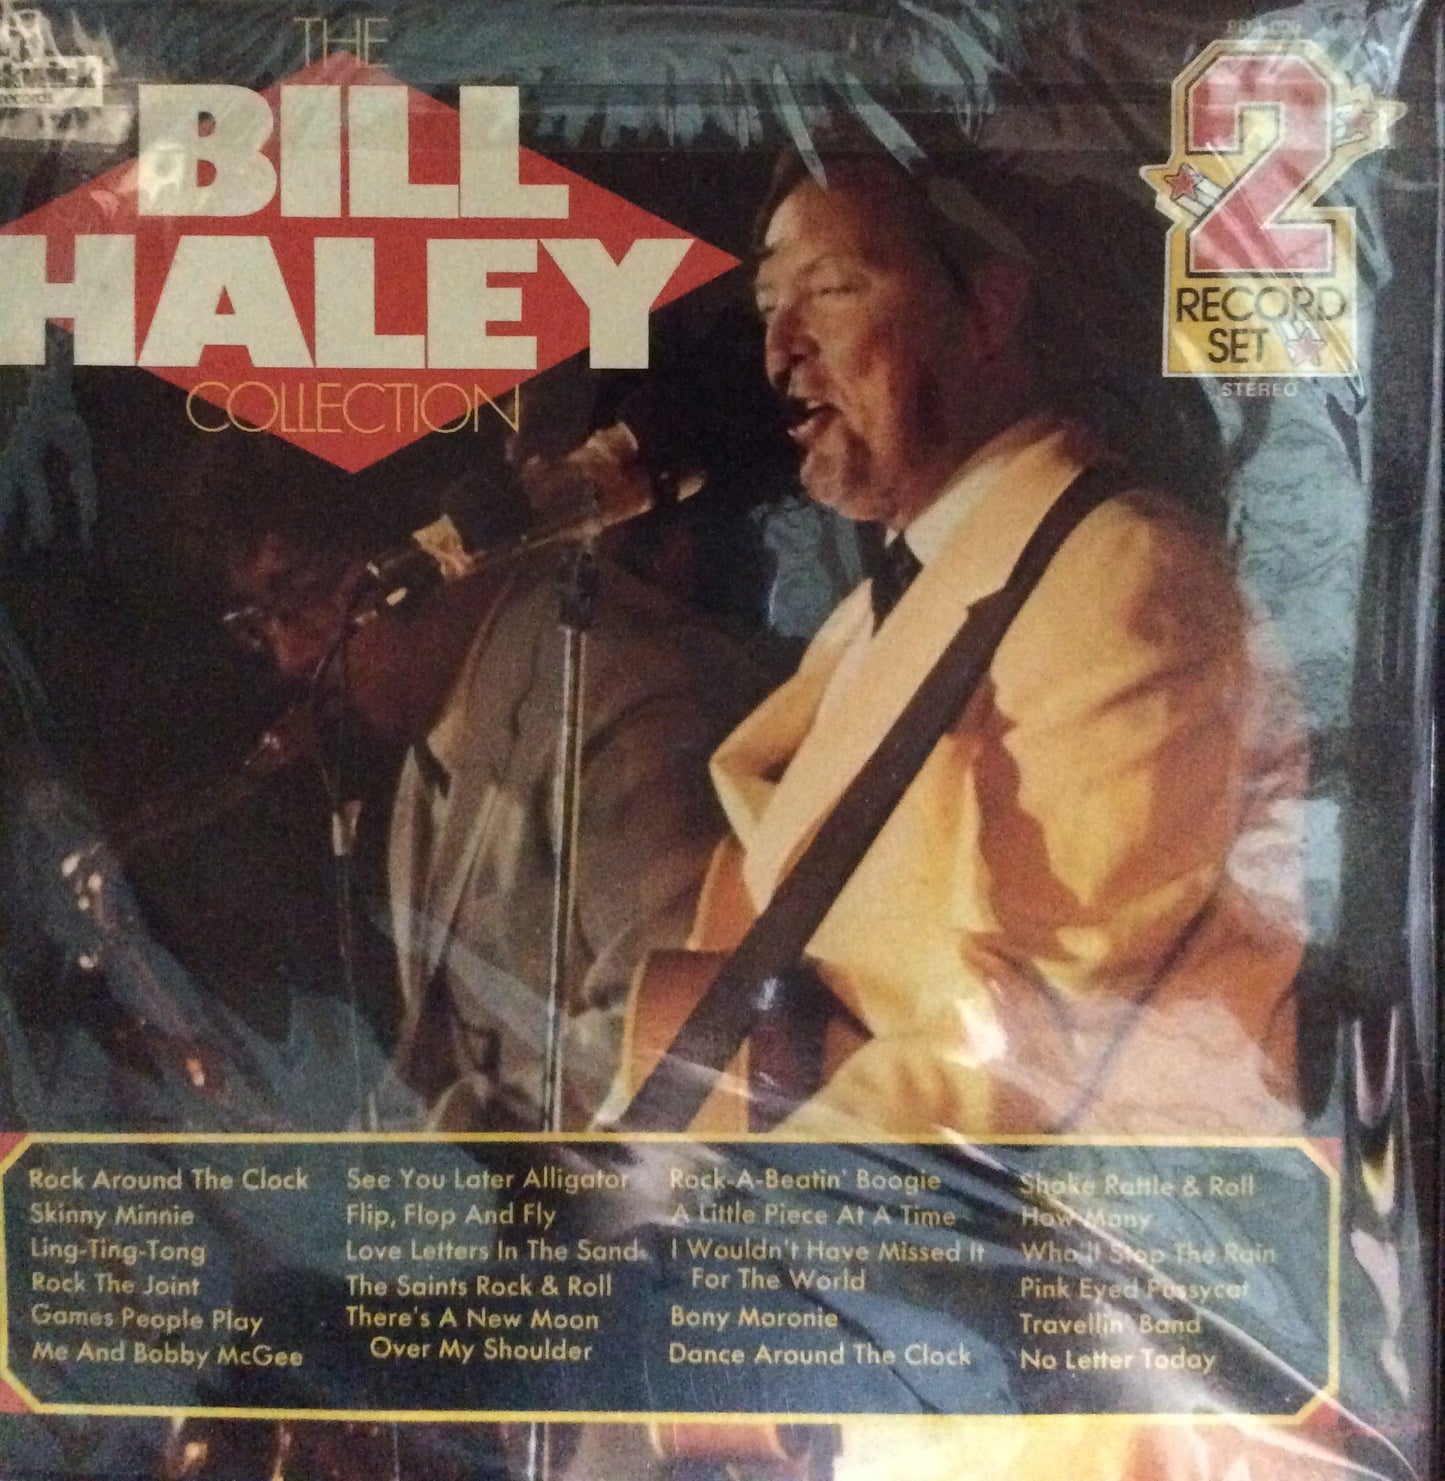 THE
BILL
HALEY
COLLECTION
2
RECORD
SET
STEREO
records
Rock Around The Clock
Skinny Minnie
Ling-Ting-Tong
Rock The Joint
Games People Play
Me And Bobby McGee
See You Later Alligator
Flip, Flop And Fly
Love Letters In The Sand
The Saints Rock & Roll
There's A New Moon
Over My Shoulder
Rock-A-Beatin' Boogie
A Little Piece At A Time
I Wouldn't Have Missed It
For The World
Bony Moronie
Dance Around The Clock
Shake Rattle & Roll
How Many
Who'll Stop The Rain
Pink Eyed Pussycat
Travellin' Band
No Letter Today